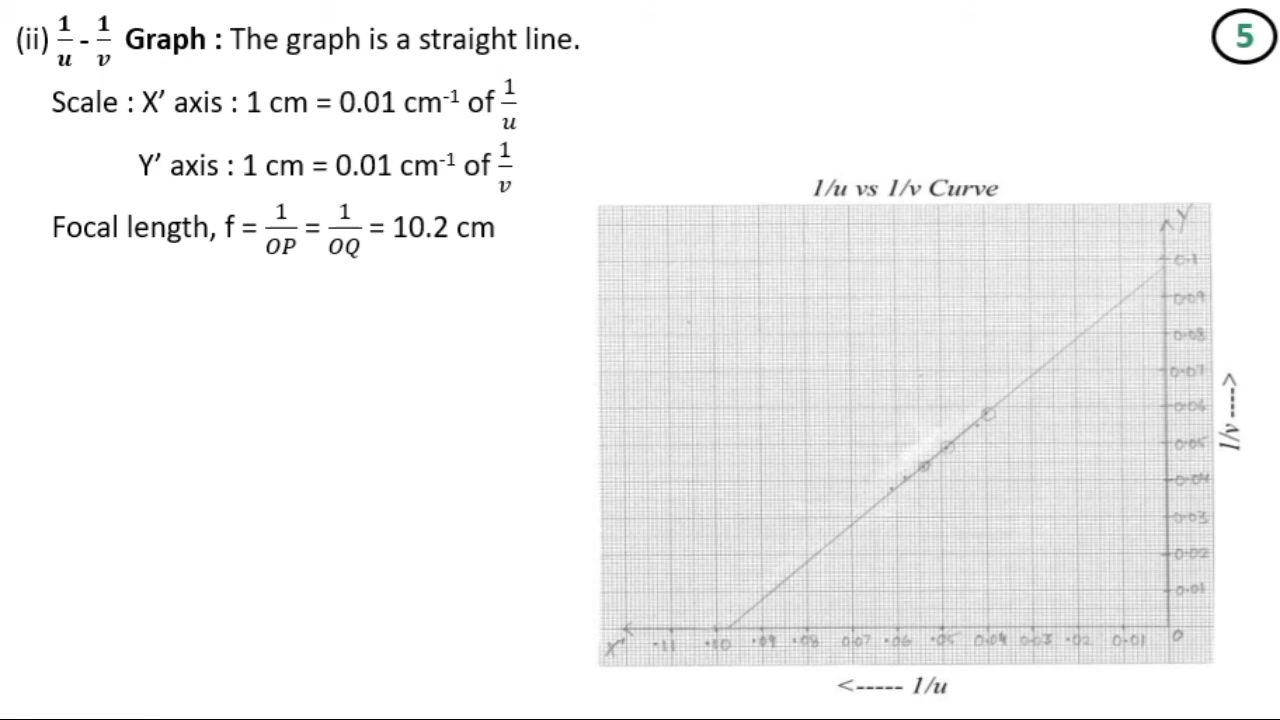 (ii) 1/u - 1/v Graph : The graph is a straight line.
5
Scale : X’ axis : 1 cm = 0.01 cm⁻¹ of 1/u
Y’ axis : 1 cm = 0.01 cm⁻¹ of 1/v
Focal length, f = 1/OP = 1/OQ = 10.2 cm
1/u vs 1/v Curve
Y
0.1
0.09
0.08
0.07
0.06
0.05
0.04
0.03
0.02
0.01
1/v ---->
X' .11 .10 .09 .08 0.07 .06 .05 0.04 0.03 .02 0.01 0
<----- 1/u